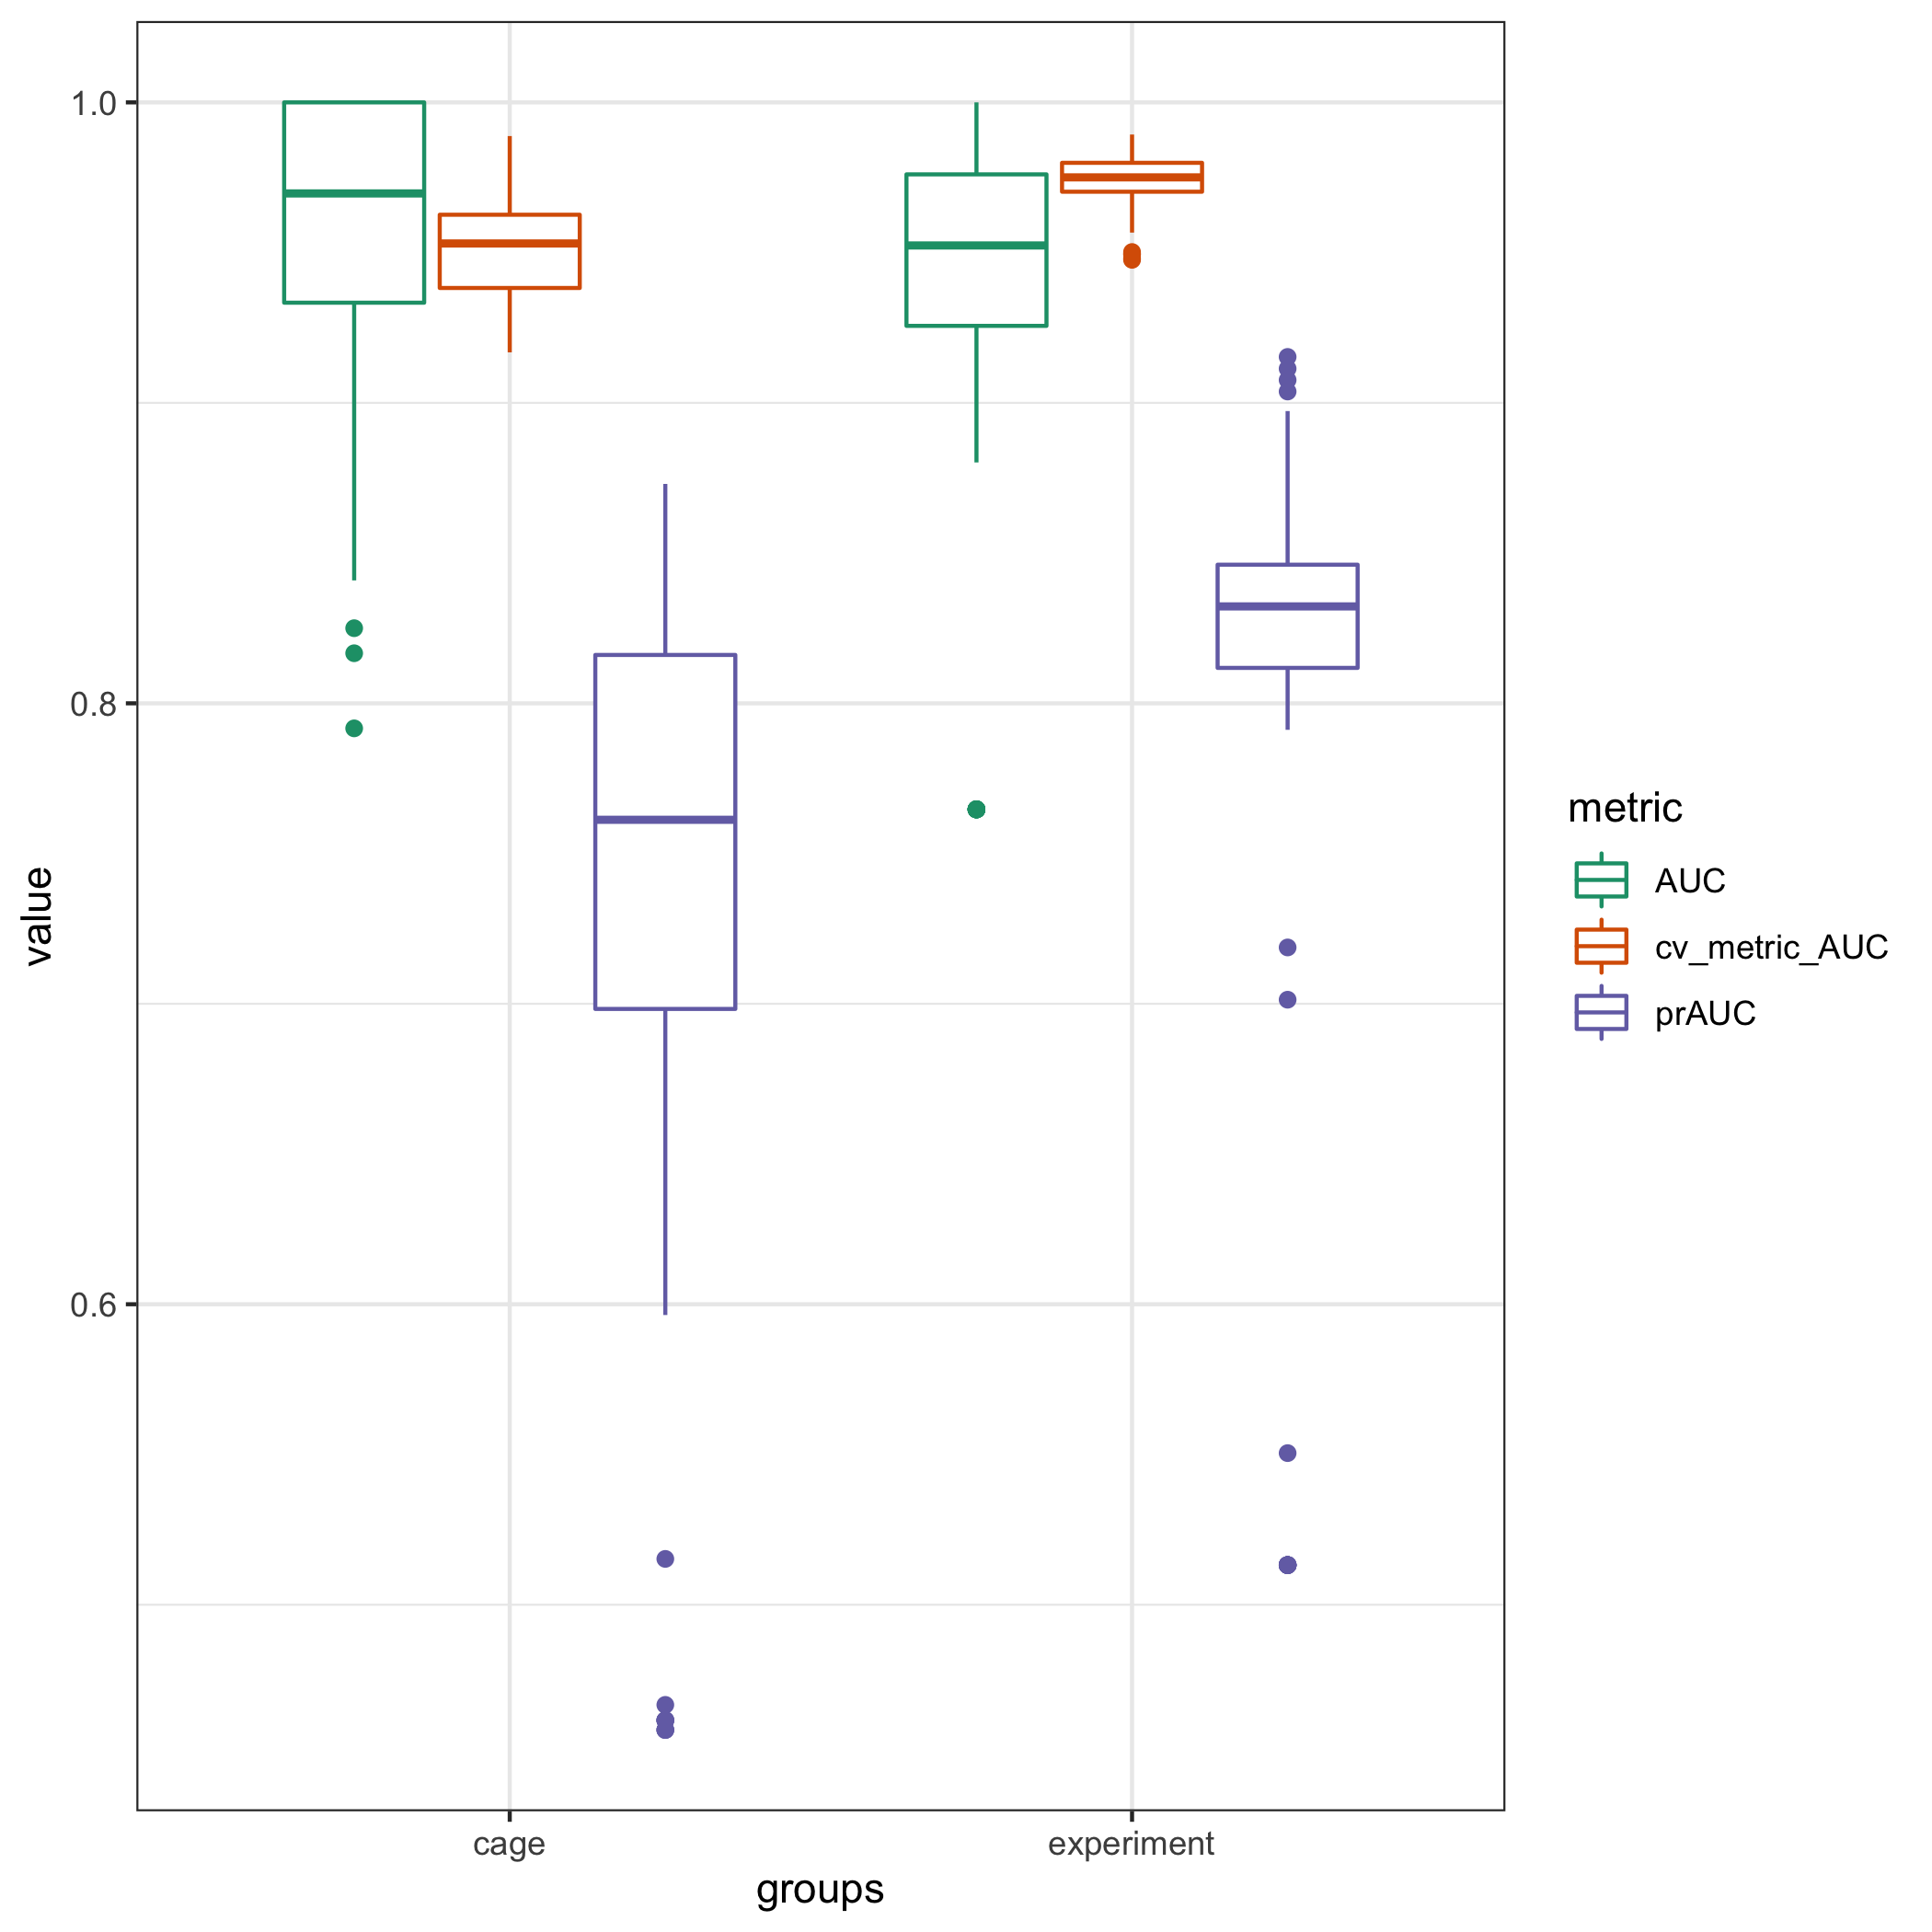 1.0
0.8
0.6
value
cage
experiment
groups
metric
AUC
cv_metric_AUC
prAUC